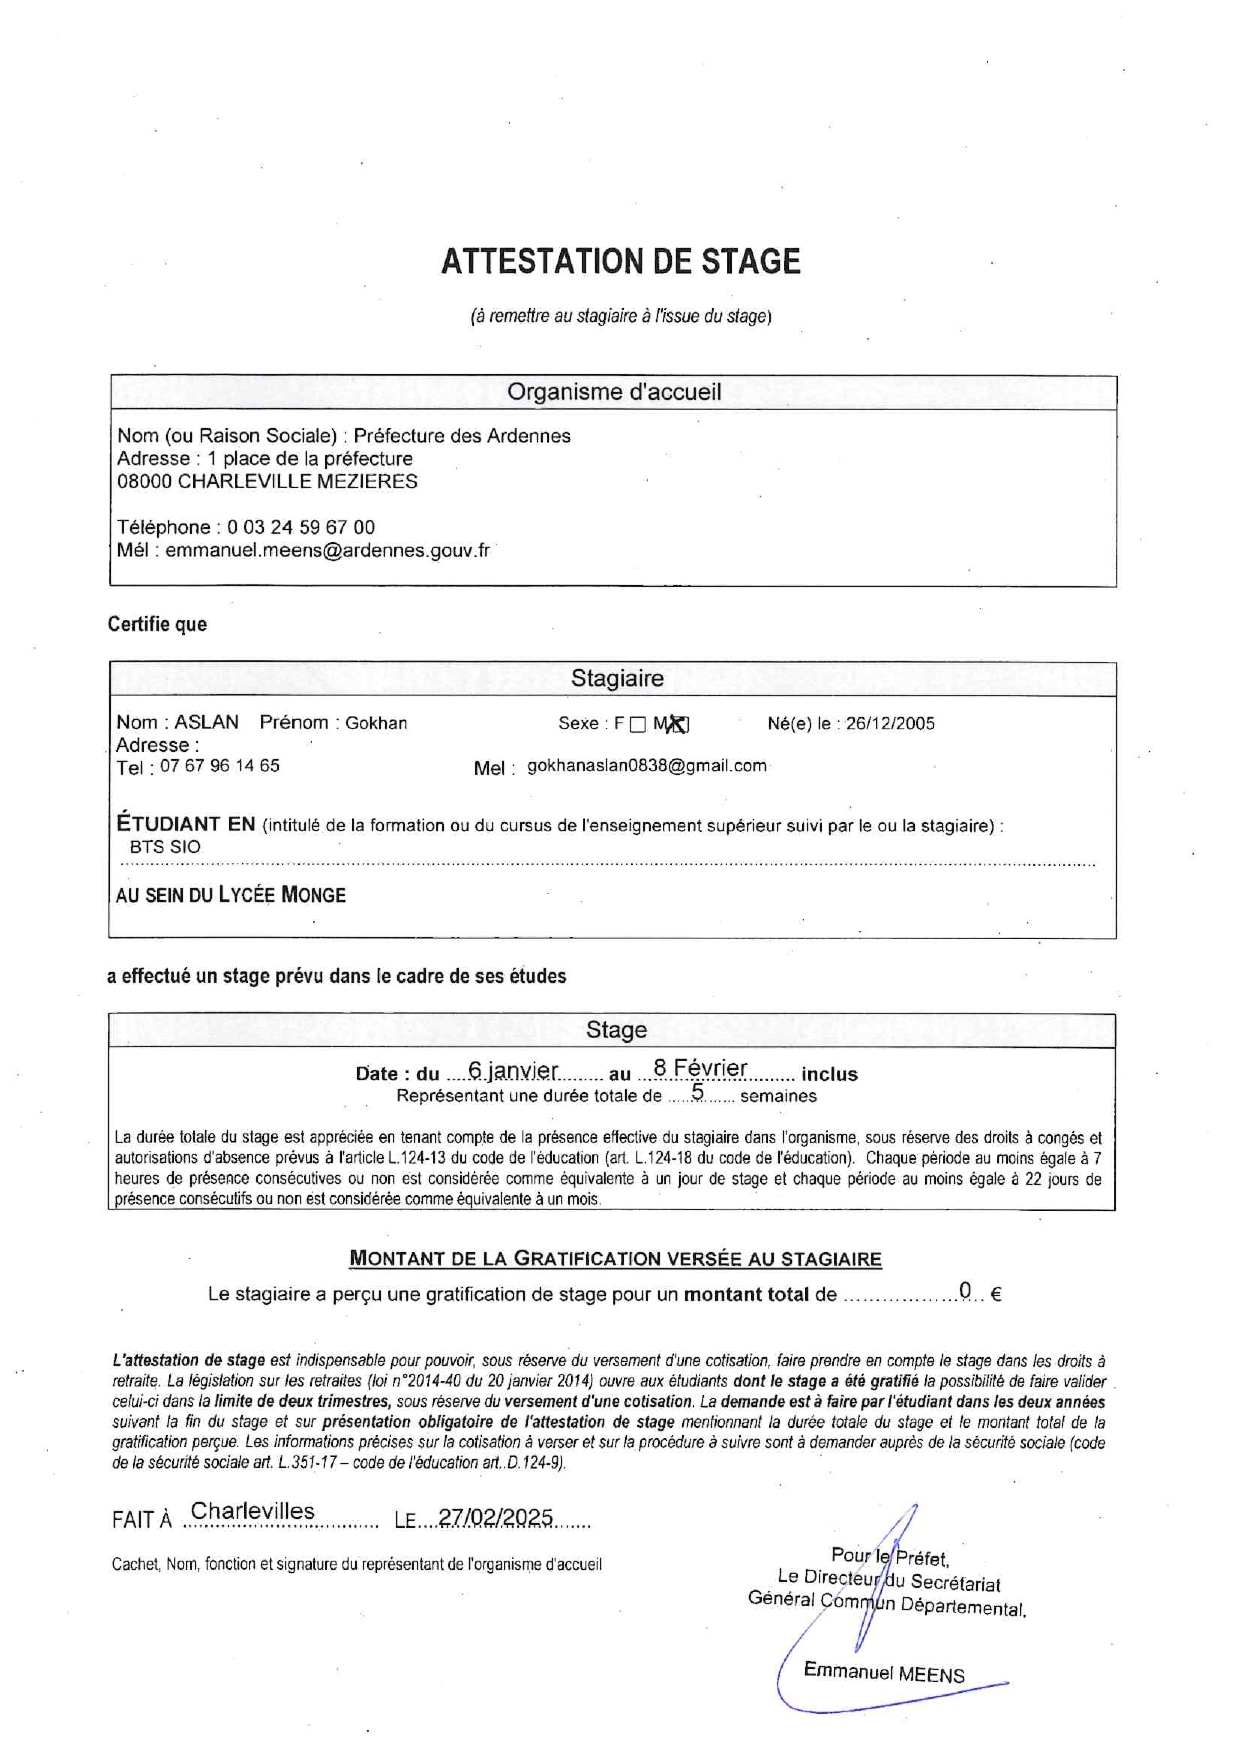 ATTESTATION DE STAGE
(à remettre au stagiaire à l'issue du stage)
Organisme d'accueil
Nom (ou Raison Sociale) : Préfecture des Ardennes
Adresse : 1 place de la préfecture
08000 CHARLEVILLE MEZIERES
Téléphone : 0 03 24 59 67 00
Mél : emmanuel.meens@ardennes.gouv.fr
Certifie que
Stagiaire
Nom : ASLAN Prénom : Gokhan Sexe : F ☐ M☒ Né(e) le : 26/12/2005
Adresse :
Tel : 07 67 96 14 65 Mel : gokhanaslan0838@gmail.com
ÉTUDIANT EN (intitulé de la formation ou du cursus de l'enseignement supérieur suivi par le ou la stagiaire) :
BTS SIO
AU SEIN DU LYCÉE MONGE
a effectué un stage prévu dans le cadre de ses études
Stage
Date : du ....6 janvier........ au ...8 Février.......... inclus
Représentant une durée totale de .....5...... semaines
La durée totale du stage est appréciée en tenant compte de la présence effective du stagiaire dans l'organisme, sous réserve des droits à congés et
autorisations d'absence prévus à l'article L.124-13 du code de l'éducation (art. L.124-18 du code de l'éducation). Chaque période au moins égale à 7
heures de présence consécutives ou non est considérée comme équivalente à un jour de stage et chaque période au moins égale à 22 jours de
présence consécutifs ou non est considérée comme équivalente à un mois.
MONTANT DE LA GRATIFICATION VERSÉE AU STAGIAIRE
Le stagiaire a perçu une gratification de stage pour un montant total de ..................0.. €
L'attestation de stage est indispensable pour pouvoir, sous réserve du versement d'une cotisation, faire prendre en compte le stage dans les droits à
retraite. La législation sur les retraites (loi n°2014-40 du 20 janvier 2014) ouvre aux étudiants dont le stage a été gratifié la possibilité de faire valider
celui-ci dans la limite de deux trimestres, sous réserve du versement d'une cotisation. La demande est à faire par l'étudiant dans les deux années
suivant la fin du stage et sur présentation obligatoire de l'attestation de stage mentionnant la durée totale du stage et le montant total de la
gratification perçue. Les informations précises sur la cotisation à verser et sur la procédure à suivre sont à demander auprès de la sécurité sociale (code
de la sécurité sociale art. L.351-17 – code de l'éducation art..D.124-9).
FAIT À .Charlevilles........... LE....27/02/2025.......
Cachet, Nom, fonction et signature du représentant de l'organisme d'accueil
Pour le Préfet,
Le Directeur du Secrétariat
Général Commun Départemental,
Emmanuel MEENS